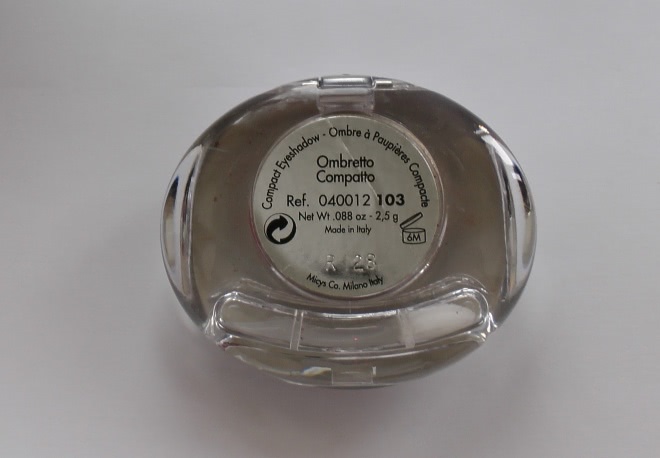 Compact Eyeshadow - Ombre à Paupières Compacte
Ombretto
Compatto
Ref. 040012 103
Net Wt .088 oz - 2,5 g
Made in Italy
6M
R 28
Micys Co. Milano Italy